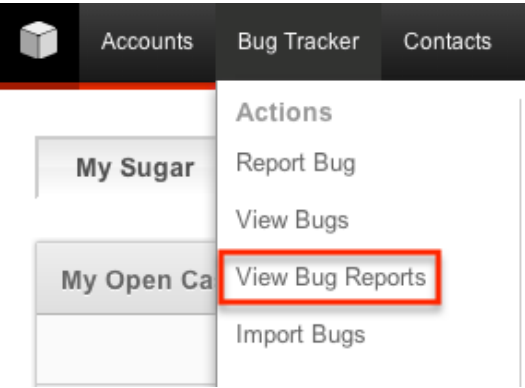 Accounts Bug Tracker Contacts
Actions
My Sugar
Report Bug
View Bugs
My Open Ca
View Bug Reports
Import Bugs